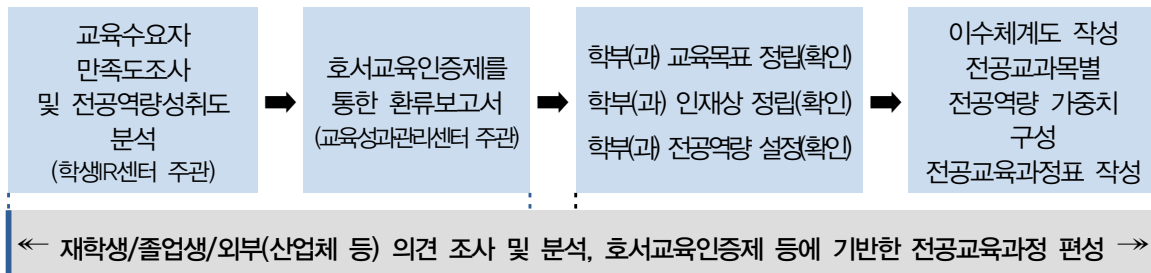 교육수요자
만족도조사
및 전공역량성취도
분석
(학생IR센터 주관)
호서교육인증제를
통한 환류보고서
(교육성과관리센터 주관)
학부(과) 교육목표 정립(확인)
학부(과) 인재상 정립(확인)
학부(과) 전공역량 설정(확인)
이수체계도 작성
전공교과목별
전공역량 가중치
구성
전공교육과정표 작성
재학생/졸업생/외부(산업체 등) 의견 조사 및 분석, 호서교육인증제 등에 기반한 전공교육과정 편성